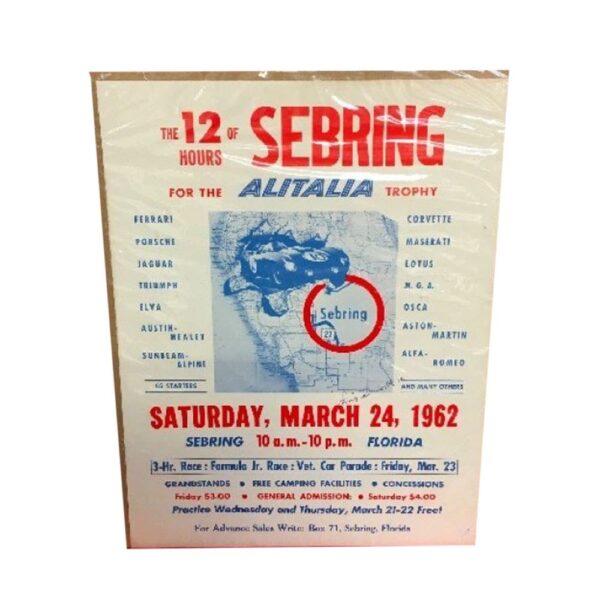 THE 12 HOURS OF SEBRING
FOR THE ALITALIA TROPHY
FERRARI
PORSCHE
JAGUAR
TRIUMPH
ELVA
AUSTIN-
HEALEY
SUNBEAM-
ALPINE
65 STARTERS
Sebring
27
CORVETTE
MASERATI
LOTUS
M.G.A.
OSCA
ASTON-
MARTIN
ALFA-
ROMEO
AND MANY OTHERS
SATURDAY, MARCH 24, 1962
SEBRING 10 a.m.-10 p.m. FLORIDA
3-Hr. Race : Formula Jr. Race : Vet. Car Parade : Friday, Mar. 23
GRANDSTANDS • FREE CAMPING FACILITIES • CONCESSIONS
Friday $3.00 • GENERAL ADMISSION: • Saturday $4.00
Practice Wednesday and Thursday, March 21-22 Free!
For Advance Sales Write: Box 71, Sebring, Florida